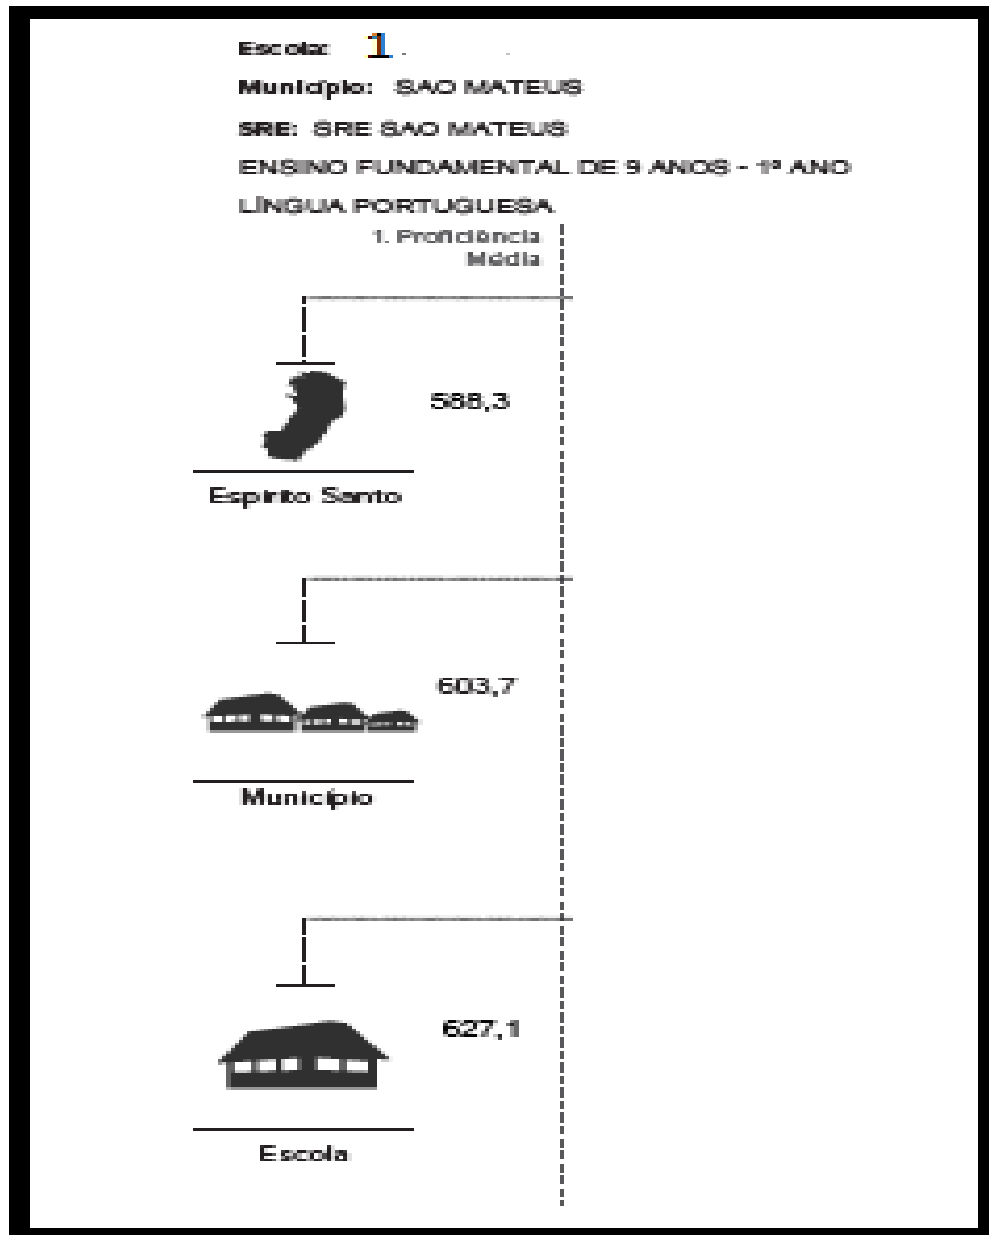 Escola: 1
Município: SAO MATEUS
SRE: SRE SAO MATEUS
ENSINO FUNDAMENTAL DE 9 ANOS - 1º ANO
LÍNGUA PORTUGUESA
1. Proficiência
Média
588,3
Espírito Santo
603,7
Município
627,1
Escola